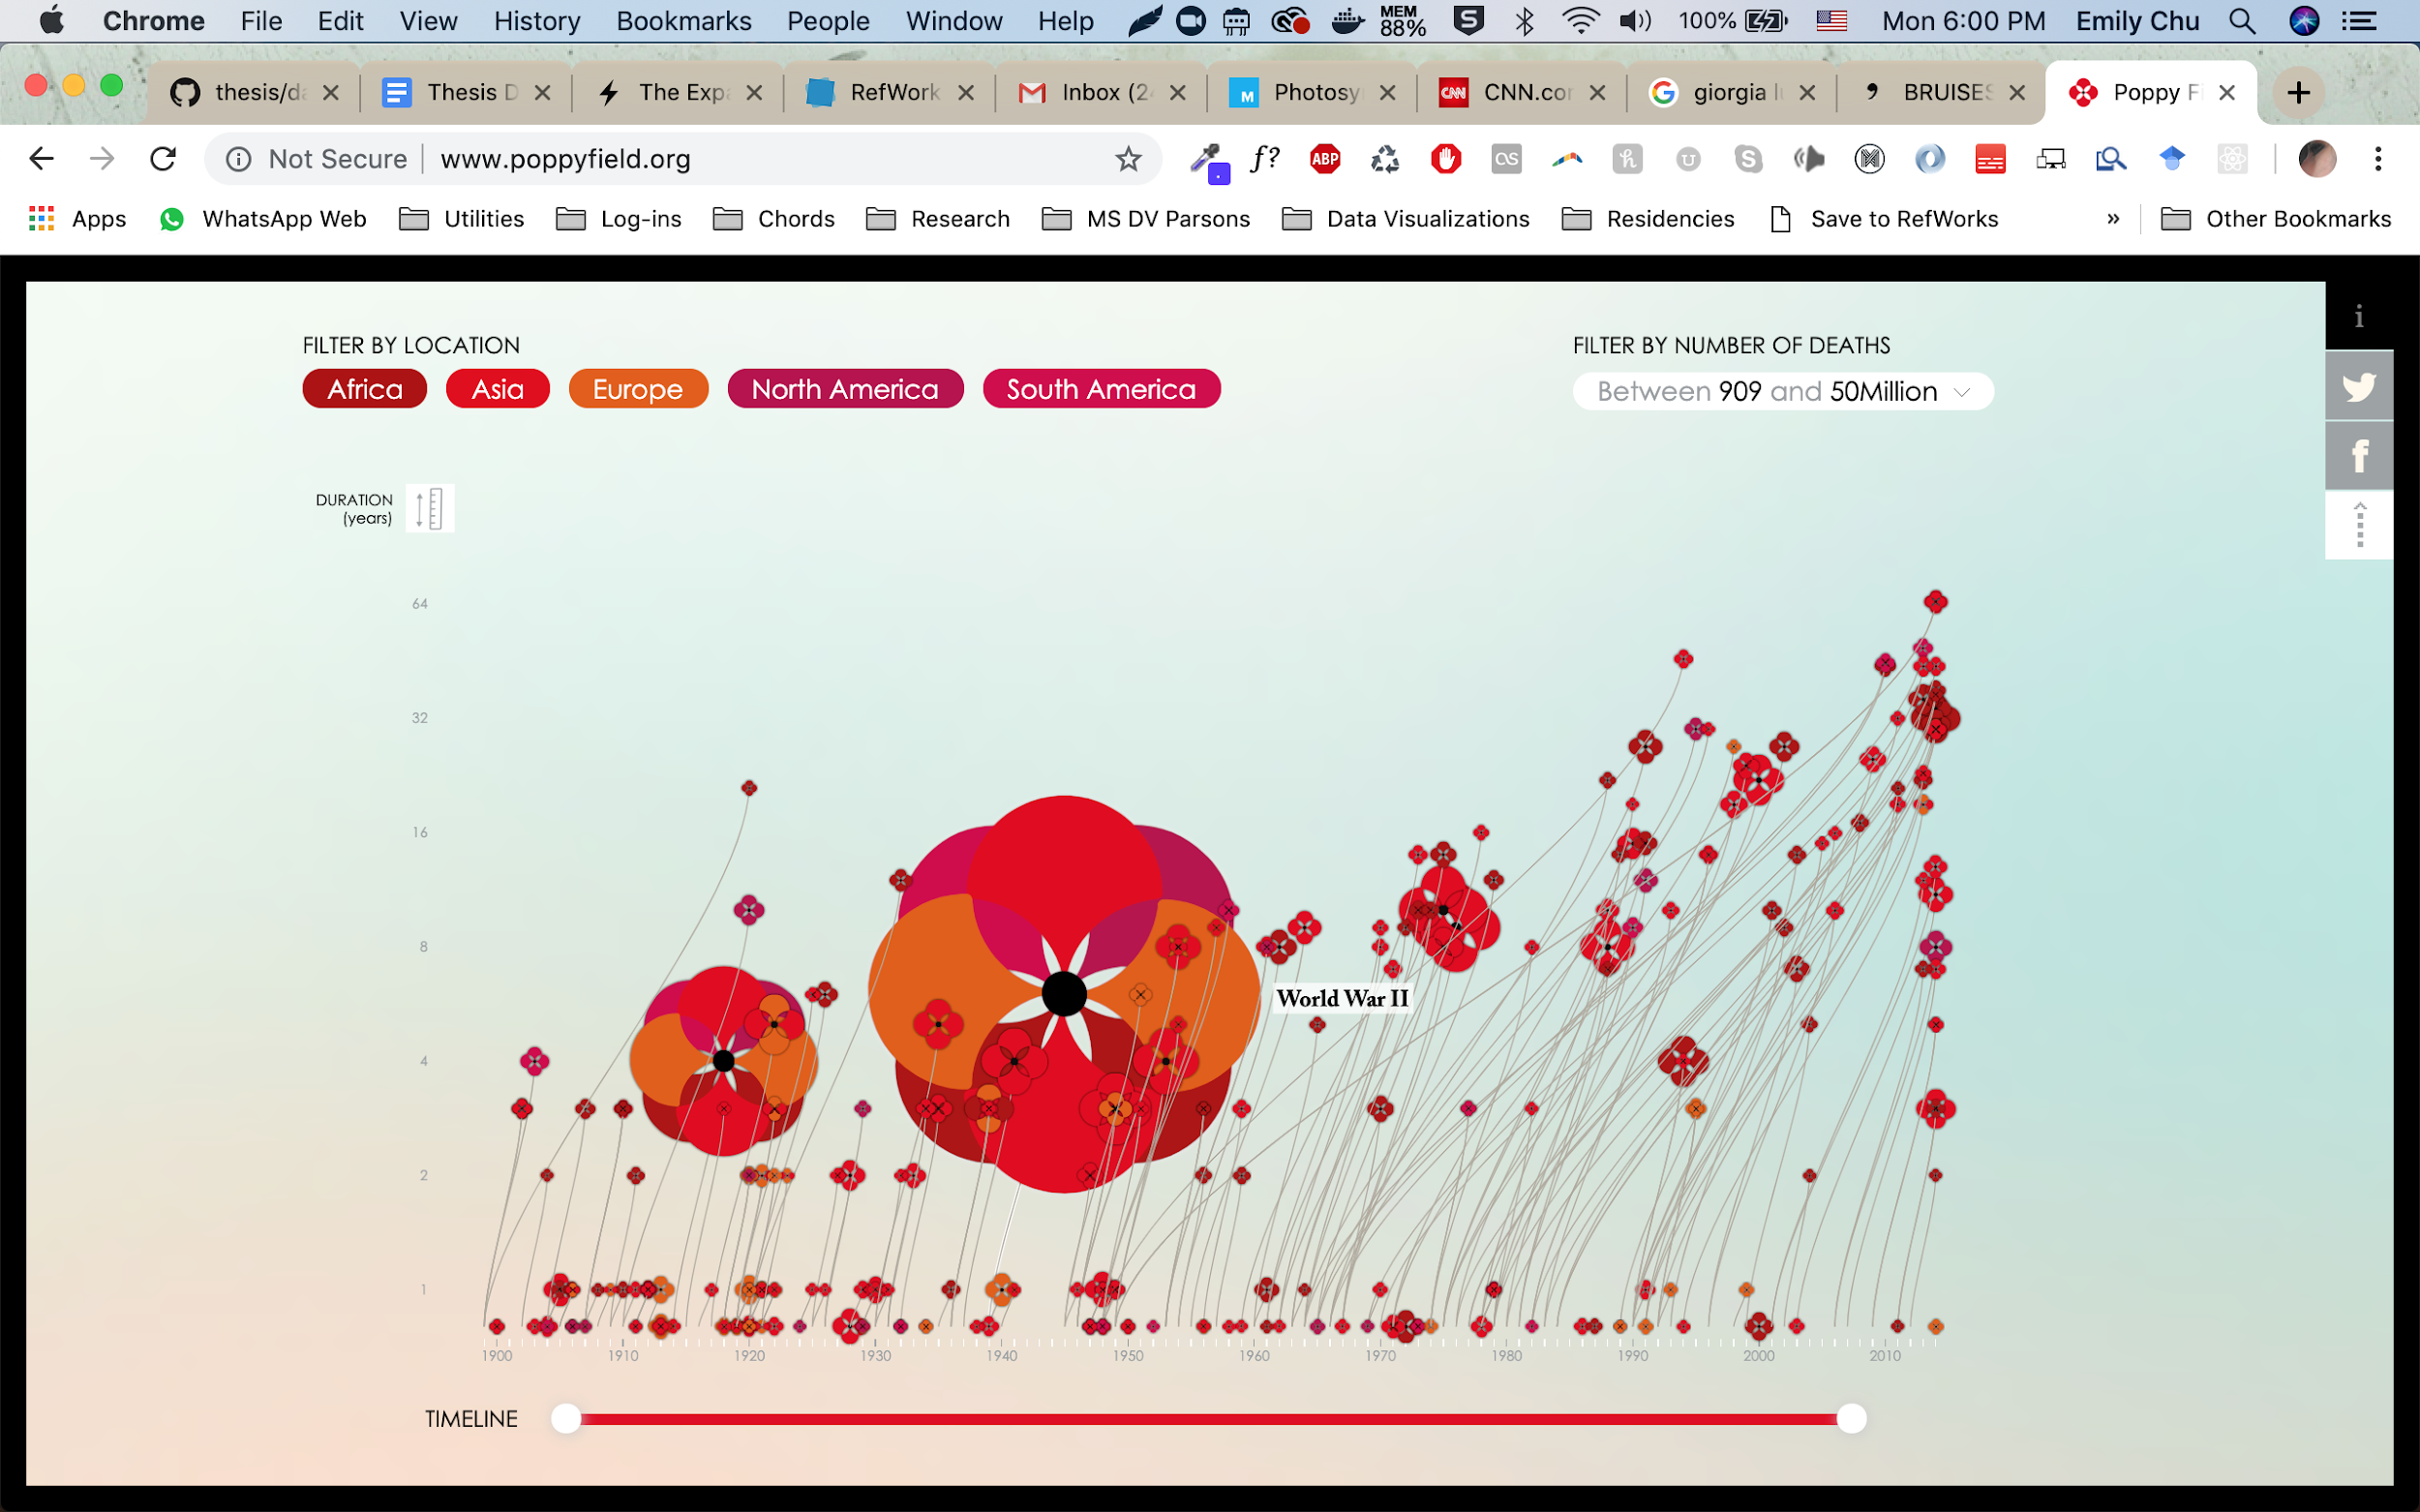 Chrome File Edit View History Bookmarks People Window Help MEM 88% S 100% Mon 6:00 PM Emily Chu
thesis/da Thesis D The Exp RefWork M Inbox (2 M Photosy CNN CNN.cor G giorgia l BRUISES Poppy F
Not Secure www.poppyfield.org f? ABP
Apps WhatsApp Web Utilities Log-ins Chords Research MS DV Parsons Data Visualizations Residencies Save to RefWorks » Other Bookmarks
i
FILTER BY LOCATION
Africa Asia Europe North America South America
FILTER BY NUMBER OF DEATHS
Between 909 and 50Million
f
DURATION
(years)
64
32
16
8
World War II
4
2
1
1900 1910 1920 1930 1940 1950 1960 1970 1980 1990 2000 2010
TIMELINE